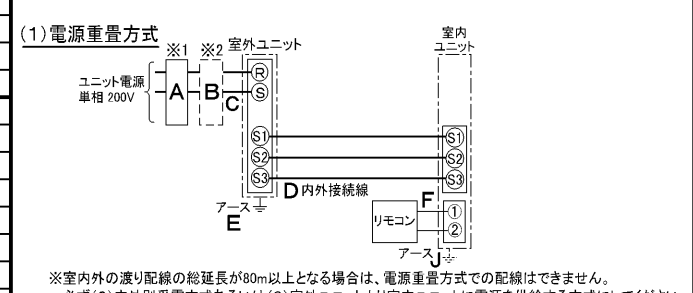 (1)電源重畳方式
※1 ※2 室外ユニット 室内ユニット
ユニット電源
単相 200V
A B C R S
S1 S1
S2 S2
S3 S3
D 内外接続線
アース E
F
リモコン ① ②
アース J
※室内外の渡り配線の総延長が80m以上となる場合は、電源重畳方式での配線はできません。